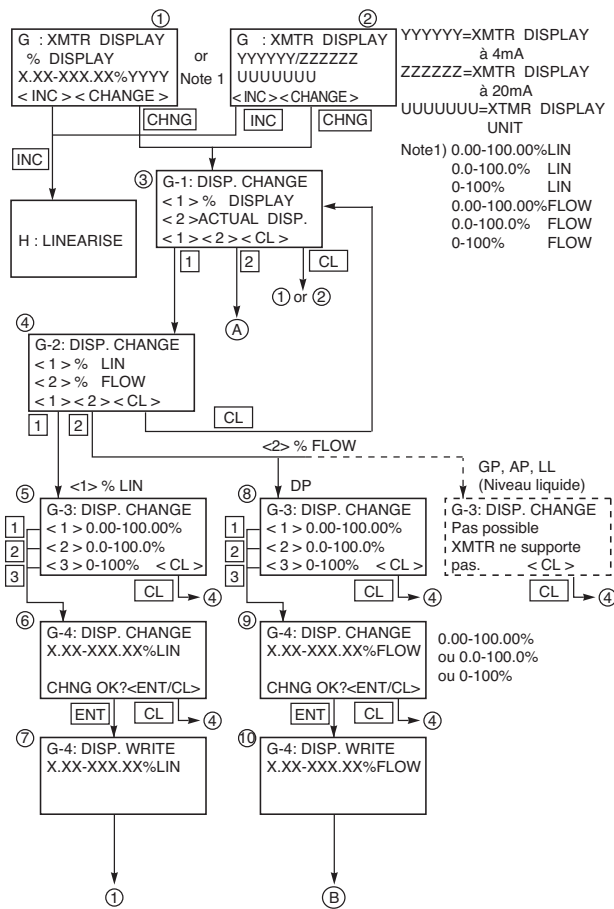 ①
G : XMTR DISPLAY
% DISPLAY
X.XX-XXX.XX%YYYY
< INC > < CHANGE >
or
Note 1
②
G : XMTR DISPLAY
YYYYYY/ZZZZZZ
UUUUUUU
< INC> <CHANGE >
YYYYYY=XMTR DISPLAY
à 4mA
ZZZZZZ=XMTR DISPLAY
à 20mA
UUUUUUU=XTMR DISPLAY
UNIT
Note1) 0.00-100.00%LIN
0.0-100.0% LIN
0-100% LIN
0.00-100.00%FLOW
0.0-100.0% FLOW
0-100% FLOW
CHNG
INC
CHNG
INC
H : LINEARISE
③
G-1: DISP. CHANGE
< 1 > % DISPLAY
< 2 >ACTUAL DISP.
< 1 > < 2 > < CL >
1
2
CL
① or ②
A
④
G-2: DISP. CHANGE
< 1 > % LIN
< 2 > % FLOW
< 1 > < 2 > < CL >
1
2
CL
<2> % FLOW
<1> % LIN
DP
GP, AP, LL
(Niveau liquide)
⑤
G-3: DISP. CHANGE
< 1 > 0.00-100.00%
< 2 > 0.0-100.0%
< 3 > 0-100% < CL >
1
2
3
CL
④
⑧
G-3: DISP. CHANGE
< 1 > 0.00-100.00%
< 2 > 0.0-100.0%
< 3 > 0-100% < CL >
1
2
3
CL
④
G-3: DISP. CHANGE
Pas possible
XMTR ne supporte
pas. < CL >
CL
④
⑥
G-4: DISP. CHANGE
X.XX-XXX.XX%LIN
CHNG OK?<ENT/CL>
ENT
CL
④
⑨
G-4: DISP. CHANGE
X.XX-XXX.XX%FLOW
CHNG OK?<ENT/CL>
ENT
CL
④
0.00-100.00%
ou 0.0-100.0%
ou 0-100%
⑦
G-4: DISP. WRITE
X.XX-XXX.XX%LIN
①
⑩
G-4: DISP. WRITE
X.XX-XXX.XX%FLOW
B